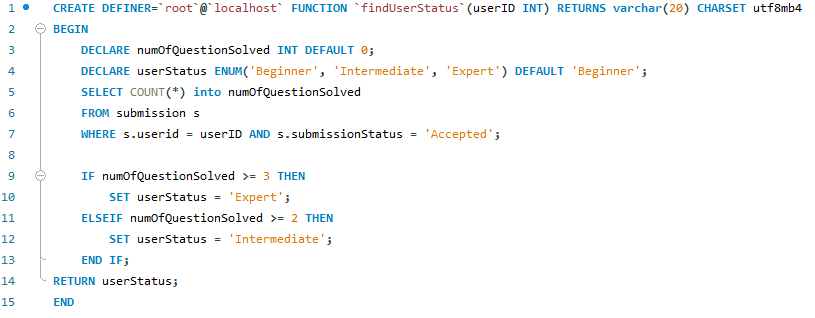 1 CREATE DEFINER=`root`@`localhost` FUNCTION `findUserStatus`(userID INT) RETURNS varchar(20) CHARSET utf8mb4
2 BEGIN
3 DECLARE numOfQuestionSolved INT DEFAULT 0;
4 DECLARE userStatus ENUM('Beginner', 'Intermediate', 'Expert') DEFAULT 'Beginner';
5 SELECT COUNT(*) into numOfQuestionSolved
6 FROM submission s
7 WHERE s.userid = userID AND s.submissionStatus = 'Accepted';
8
9 IF numOfQuestionSolved >= 3 THEN
10 SET userStatus = 'Expert';
11 ELSEIF numOfQuestionSolved >= 2 THEN
12 SET userStatus = 'Intermediate';
13 END IF;
14 RETURN userStatus;
15 END